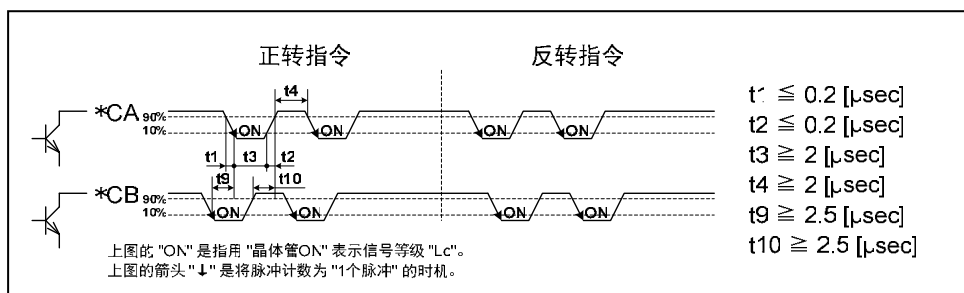 正转指令 反转指令
t4
*CA 90% 10% ON ON ON ON
t1 t3 t2
t9 t10
*CB 90% 10% ON ON ON ON
t1 ≦ 0.2 [μsec]
t2 ≦ 0.2 [μsec]
t3 ≧ 2 [μsec]
t4 ≧ 2 [μsec]
t9 ≧ 2.5 [μsec]
t10 ≧ 2.5 [μsec]
上图的 "ON" 是指用 "晶体管ON" 表示信号等级 "Lc"。
上图的箭头 "↓" 是将脉冲计数为 "1个脉冲" 的时机。